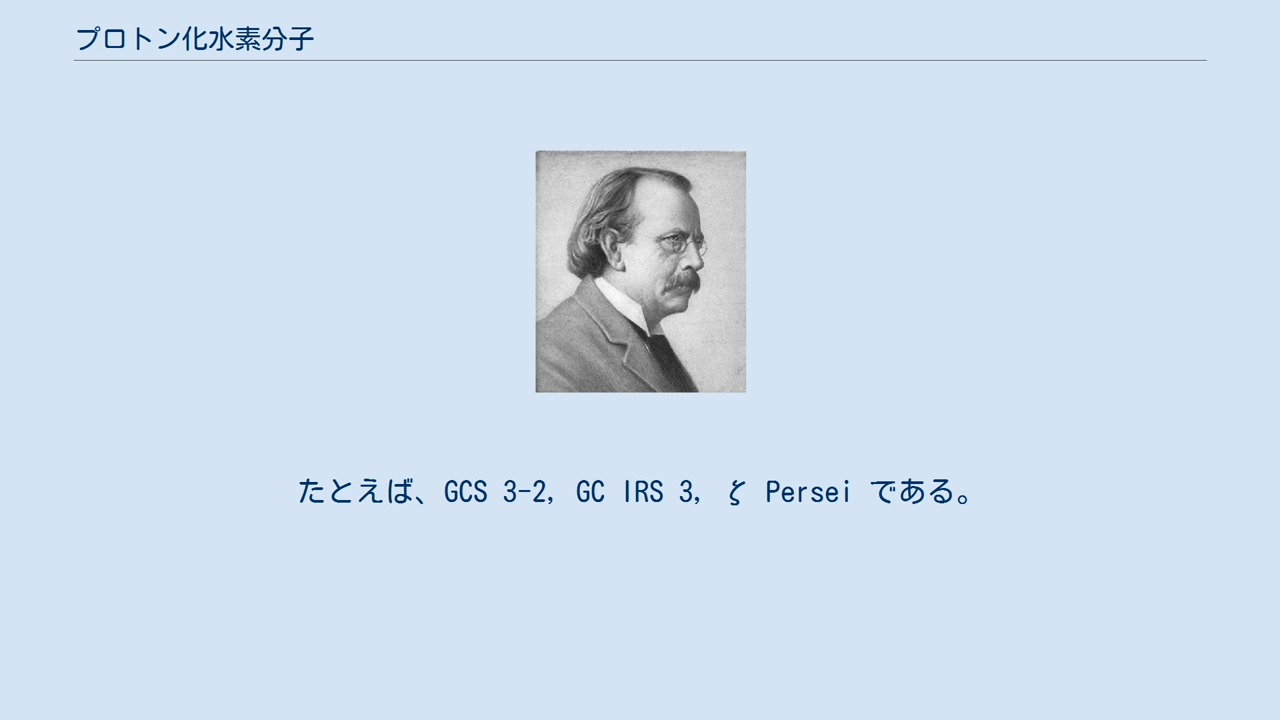 プロトン化水素分子
たとえば、GCS 3-2, GC IRS 3, ζ Persei である。